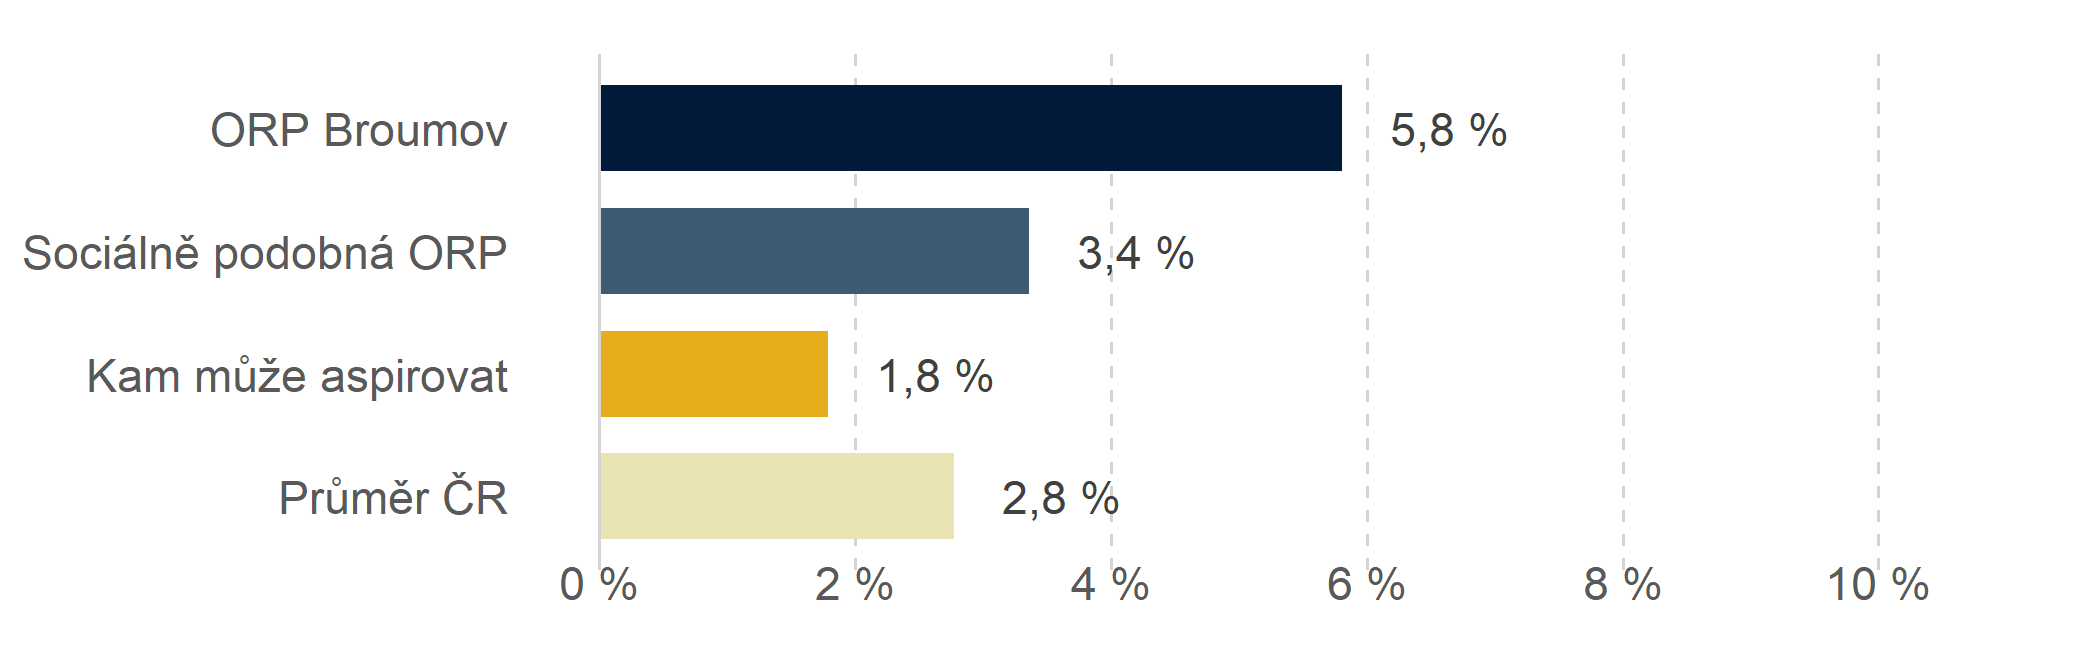 ORP Broumov 5,8 %
Sociálně podobná ORP 3,4 %
Kam může aspirovat 1,8 %
Průměr ČR 2,8 %
0 % 2 % 4 % 6 % 8 % 10 %